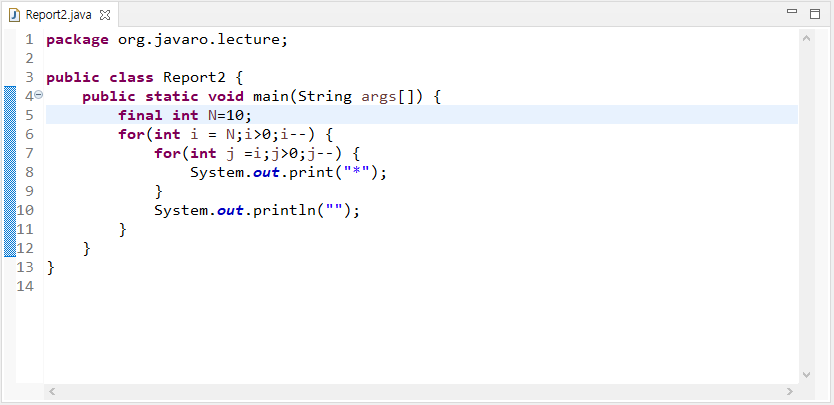 Report2.java
1 package org.javaro.lecture;
2
3 public class Report2 {
4     public static void main(String args[]) {
5         final int N=10;
6         for(int i = N;i>0;i--) {
7             for(int j =i;j>0;j--) {
8                 System.out.print("*");
9             }
10             System.out.println("");
11         }
12     }
13 }
14